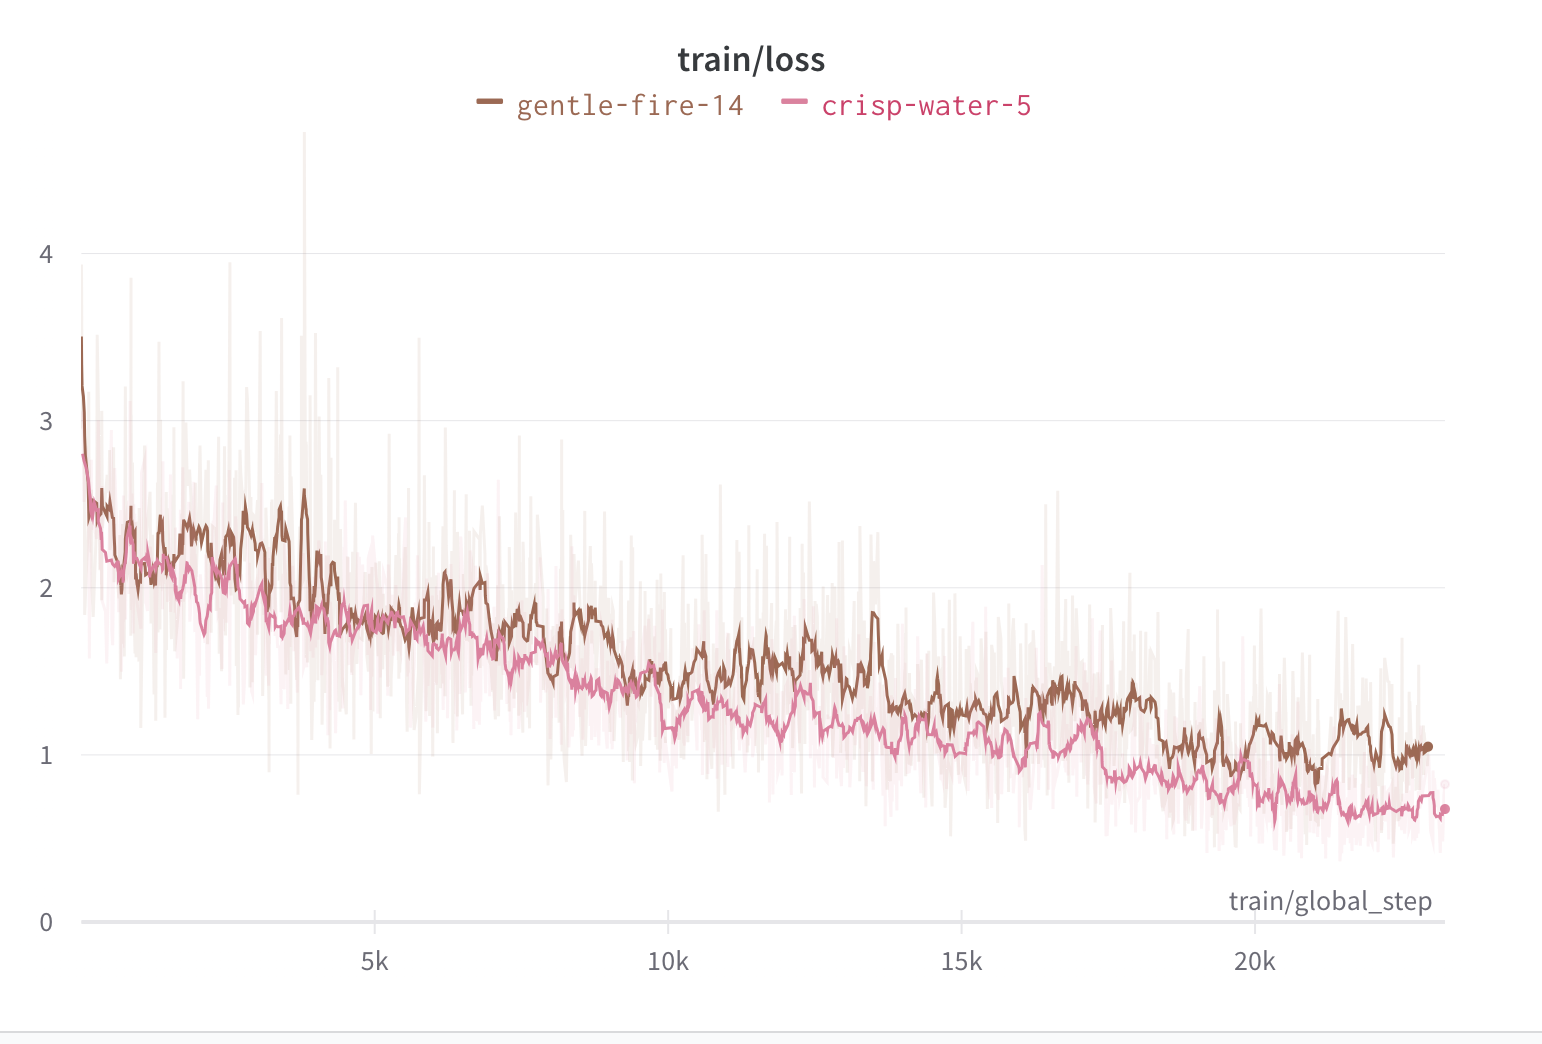 train/loss
gentle-fire-14 crisp-water-5
4
3
2
1
0
train/global_step
5k 10k 15k 20k